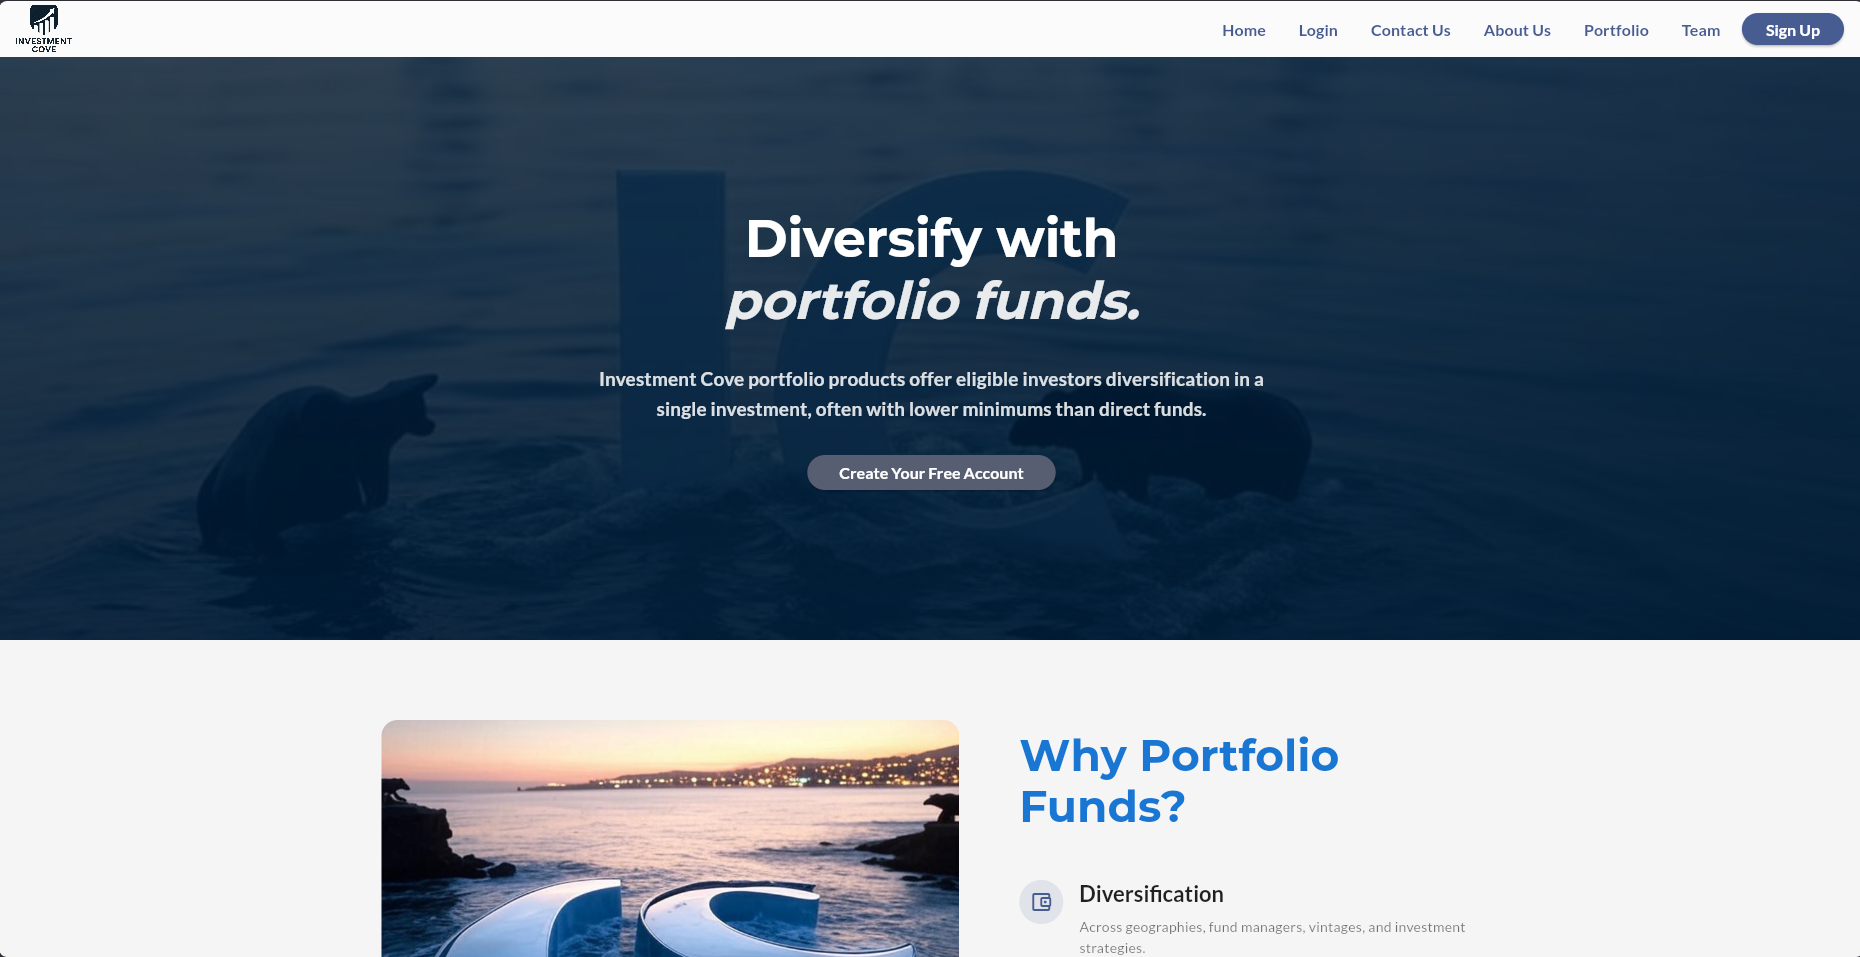 INVESTMENT
COVE
Home Login Contact Us About Us Portfolio Team Sign Up
IC
Diversify with
portfolio funds.
Investment Cove portfolio products offer eligible investors diversification in a
single investment, often with lower minimums than direct funds.
Create Your Free Account
Why Portfolio
Funds?
Diversification
Across geographies, fund managers, vintages, and investment
strategies.